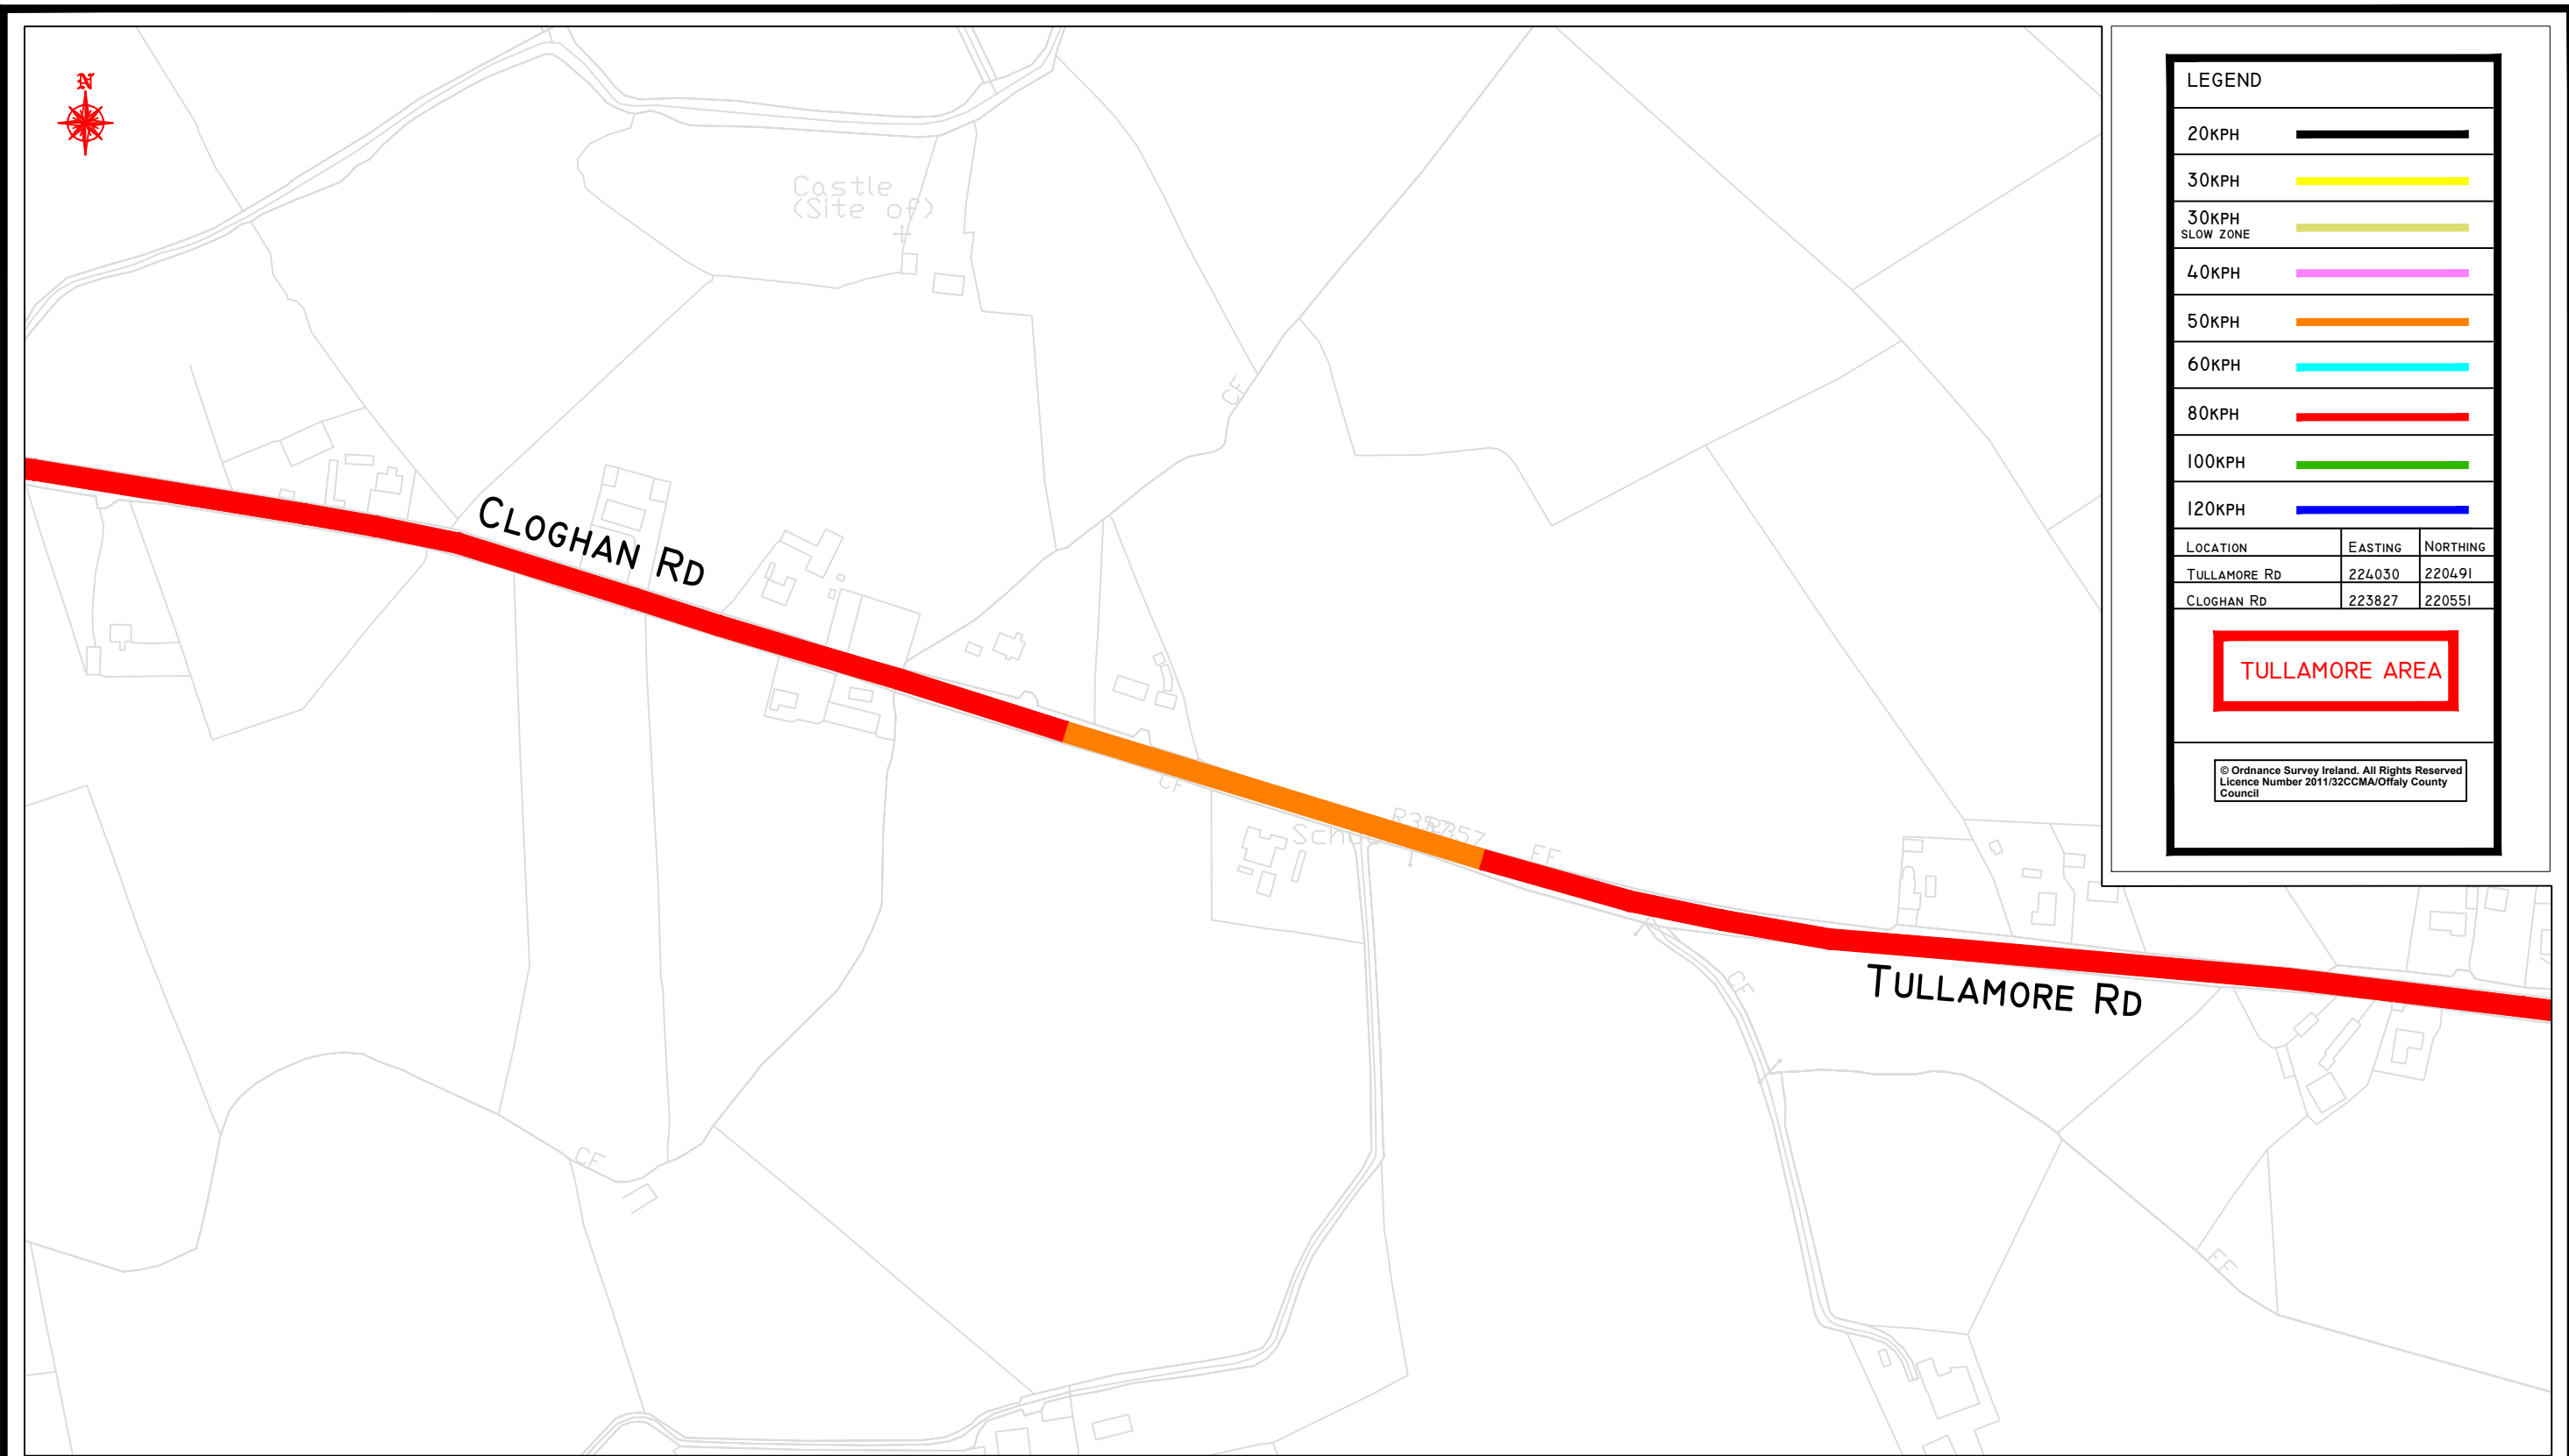 N
Castle
(Site of)
CF
CLOGHAN RD
CF
R357
FF
CF
TULLAMORE RD
CF
FF
LEGEND
20KPH
30KPH
30KPH
SLOW ZONE
40KPH
50KPH
60KPH
80KPH
100KPH
120KPH
LOCATION EASTING NORTHING
TULLAMORE RD 224030 220491
CLOGHAN RD 223827 220551
TULLAMORE AREA
© Ordnance Survey Ireland. All Rights Reserved
Licence Number 2011/32CCMA/Offaly County
Council